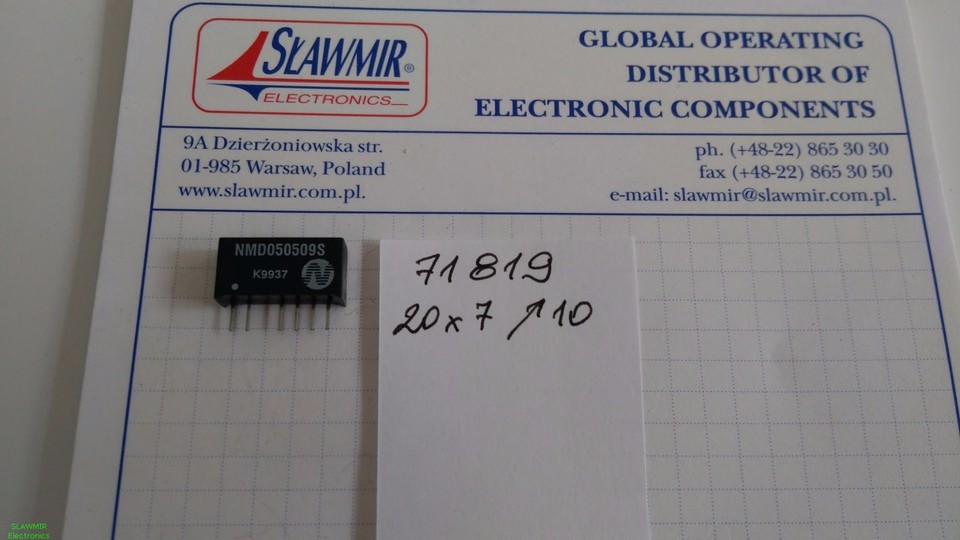 SŁAWMIR®
ELECTRONICS
GLOBAL OPERATING
DISTRIBUTOR OF
ELECTRONIC COMPONENTS
9A Dzierżoniowska str.
01-985 Warsaw, Poland
www.slawmir.com.pl.
ph. (+48-22) 865 30 30
fax (+48-22) 865 30 50
e-mail: slawmir@slawmir.com.pl.
NMD050509S
K9937
71819
20x7 ↗10
SLAWMIR
Electronics